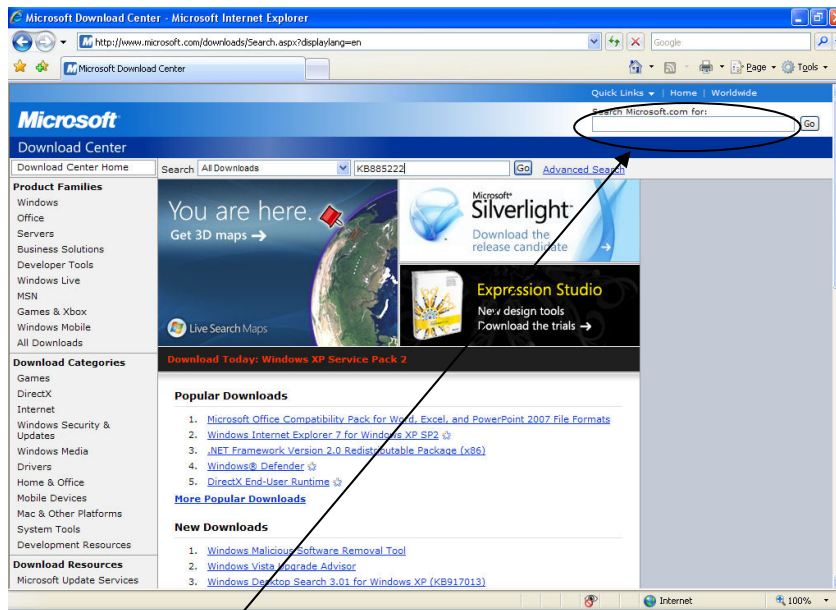 Microsoft Download Center - Microsoft Internet Explorer
http://www.microsoft.com/downloads/Search.aspx?displaylang=en
Google
Microsoft Download Center
Page
Tools
Quick Links | Home | Worldwide
Microsoft
Search Microsoft.com for:
Go
Download Center
Download Center Home
Search All Downloads KB885222 Go Advanced Search
Product Families
Windows
Office
Servers
Business Solutions
Developer Tools
Windows Live
MSN
Games & Xbox
Windows Mobile
All Downloads
Download Categories
Games
DirectX
Internet
Windows Security &
Updates
Windows Media
Drivers
Home & Office
Mobile Devices
Mac & Other Platforms
System Tools
Development Resources
Download Resources
Microsoft Update Services
You are here.
Get 3D maps →
Live Search Maps
Microsoft®
Silverlight™
Download the
release candidate
Expression Studio
New design tools
Download the trials →
Download Today: Windows XP Service Pack 2
Popular Downloads
1. Microsoft Office Compatibility Pack for Word, Excel, and PowerPoint 2007 File Formats
2. Windows Internet Explorer 7 for Windows XP SP2
3. .NET Framework Version 2.0 Redistributable Package (x86)
4. Windows® Defender
5. DirectX End-User Runtime
More Popular Downloads
New Downloads
1. Windows Malicious Software Removal Tool
2. Windows Vista Upgrade Advisor
3. Windows Desktop Search 3.01 for Windows XP (KB917013)
Internet
100%